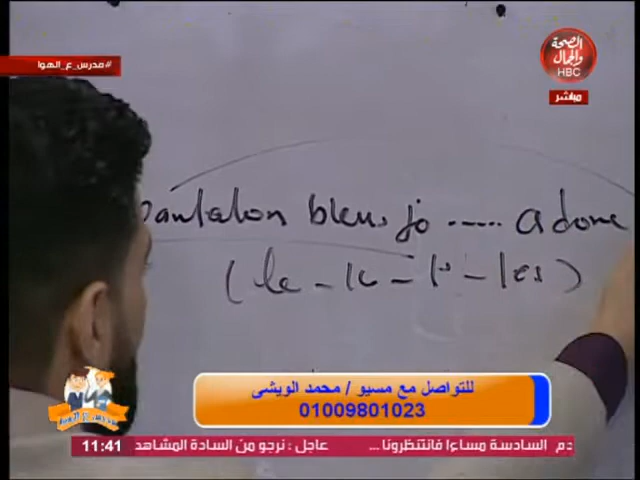 الصحة
والجمال
HBC
#مدرس_ع_الهوا
مباشر
Pantalon bleu, je ...... adore
(le - la - l' - les)
للتواصل مع مسيو / محمد الويشى
01009801023
11:41
دم السادسة مساءا فانتظرونا... عاجل : نرجو من السادة المشاهد